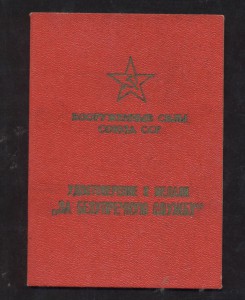 ВООРУЖЕННЫЕ СИЛЫ
СОЮЗА ССР
УДОСТОВЕРЕНИЕ К МЕДАЛИ
„ЗА БЕЗУПРЕЧНУЮ СЛУЖБУ"